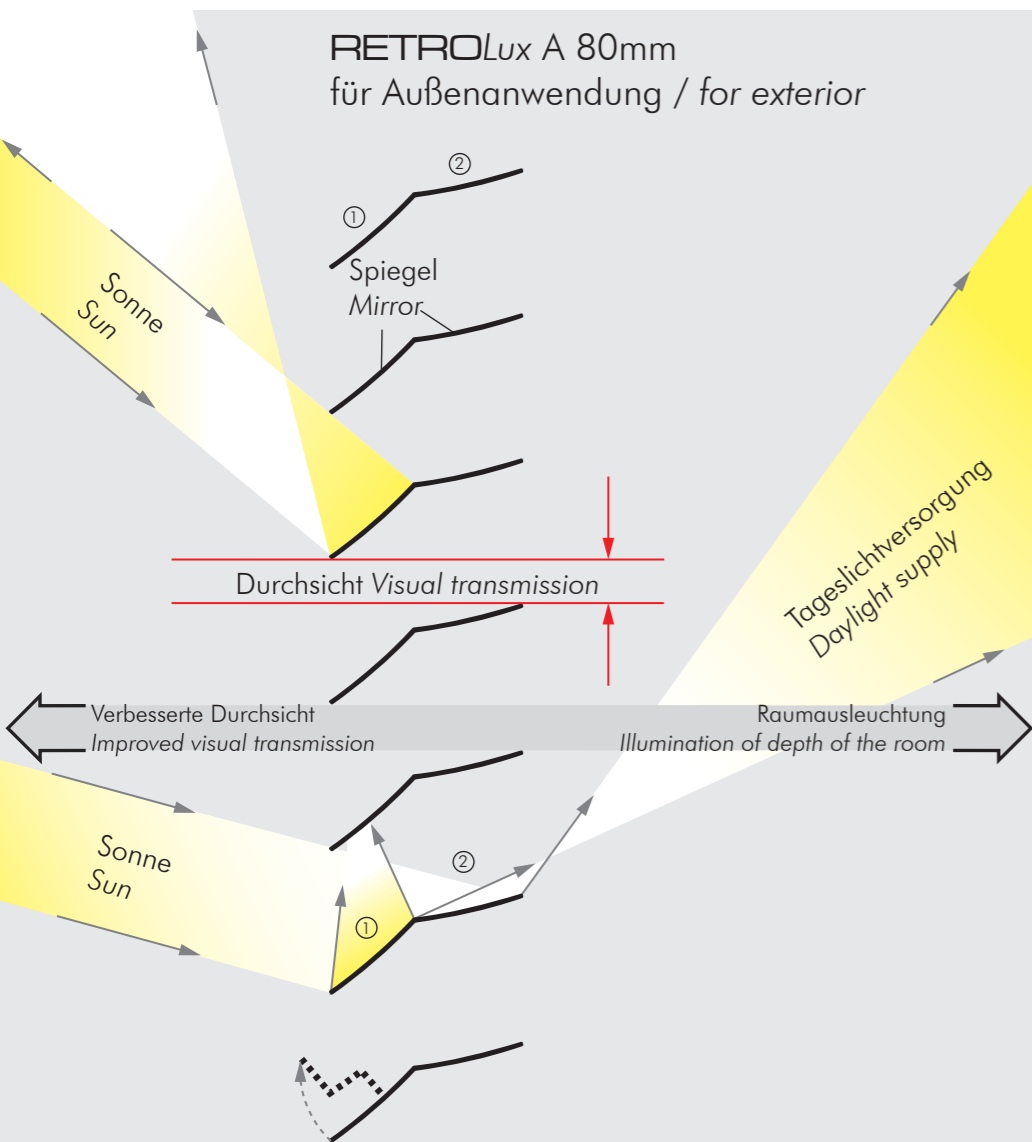 RETROLux A 80mm
für Außenanwendung / for exterior
②
①
Spiegel
Mirror
Sonne
Sun
Durchsicht Visual transmission
Tageslichtversorgung
Daylight supply
Verbesserte Durchsicht
Improved visual transmission
Raumausleuchtung
Illumination of depth of the room
Sonne
Sun
②
①